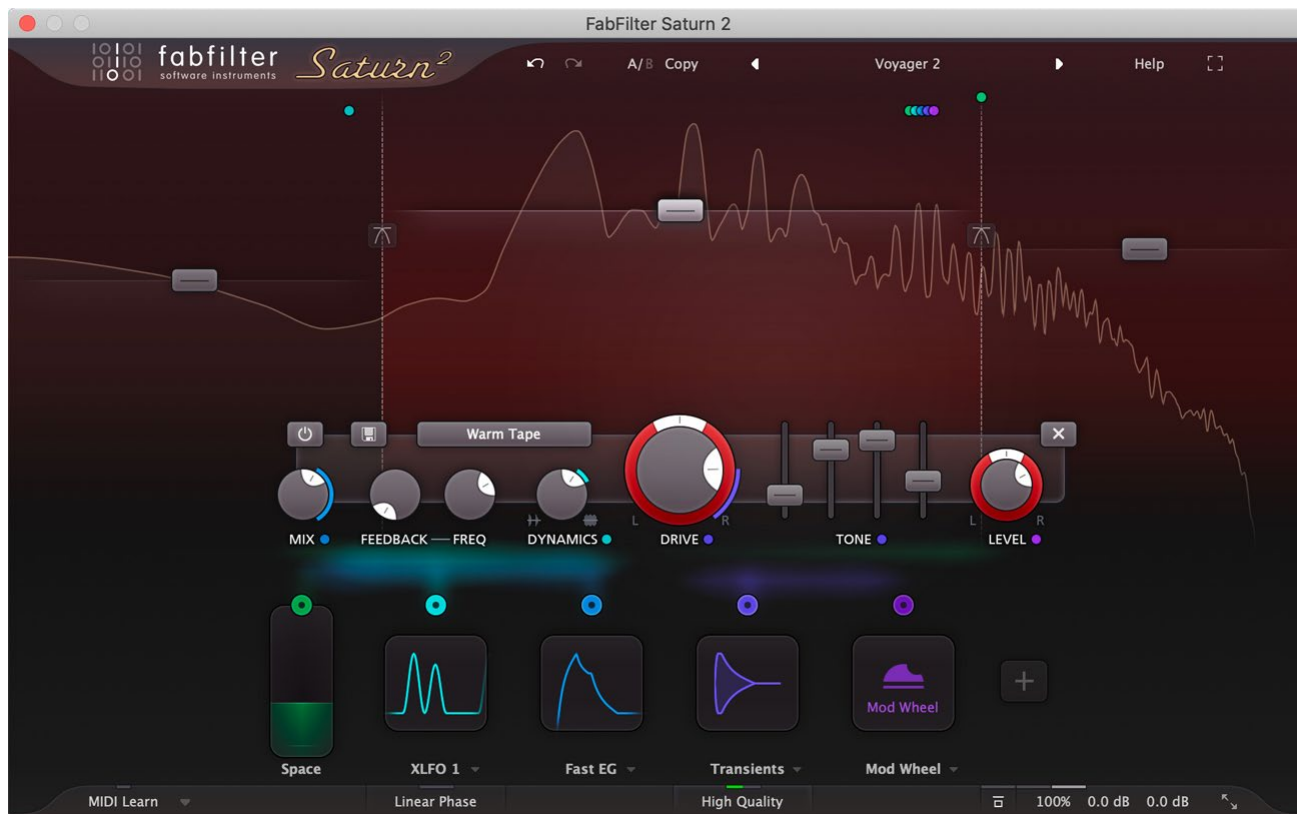 FabFilter Saturn 2
fabfilter
software instruments
Saturn 2
A/B Copy
Voyager 2
Help
Warm Tape
L R
L R
MIX
FEEDBACK FREQ
DYNAMICS
DRIVE
TONE
LEVEL
Mod Wheel
Space
XLFO 1
Fast EG
Transients
Mod Wheel
MIDI Learn
Linear Phase
High Quality
100% 0.0 dB 0.0 dB